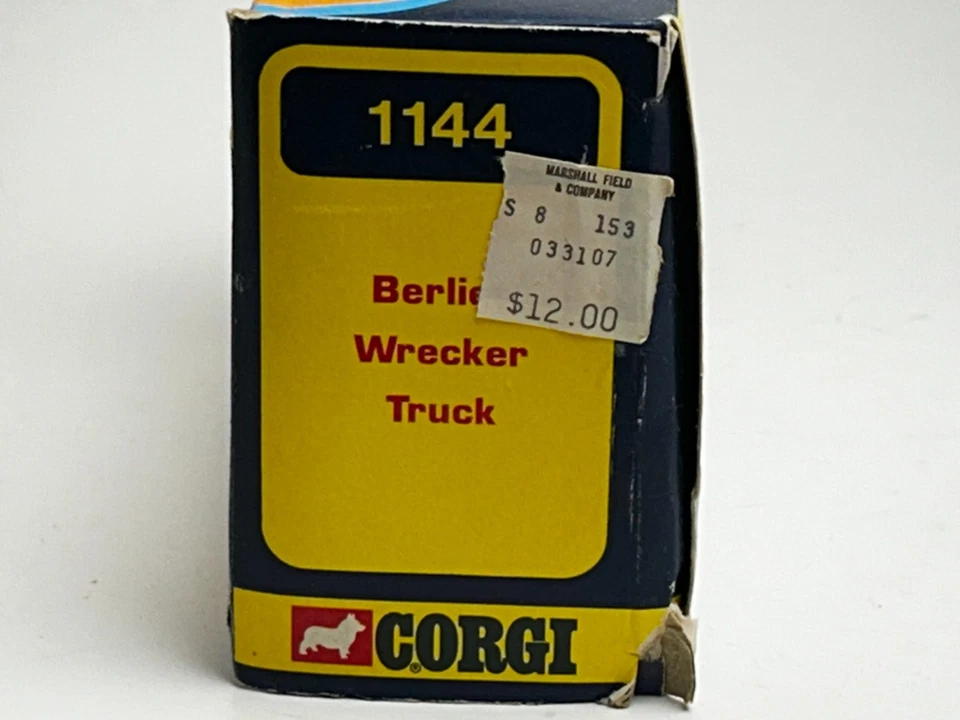 1144
MARSHALL FIELD
& COMPANY
S 8 153
033107
$12.00
Berlie
Wrecker
Truck
CORGI
®